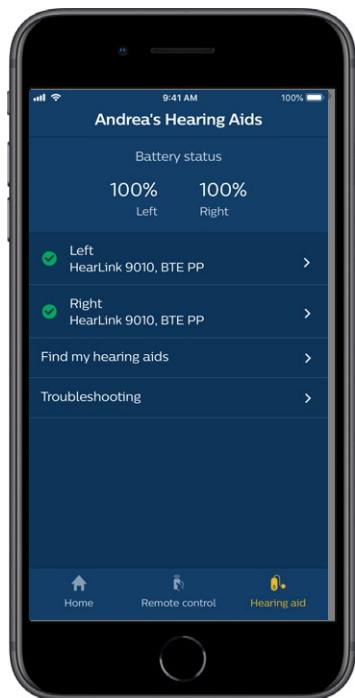 9:41 AM
100%
Andrea's Hearing Aids
Battery status
100% 100%
Left Right
Left
HearLink 9010, BTE PP
Right
HearLink 9010, BTE PP
Find my hearing aids
Troubleshooting
Home Remote control Hearing aid